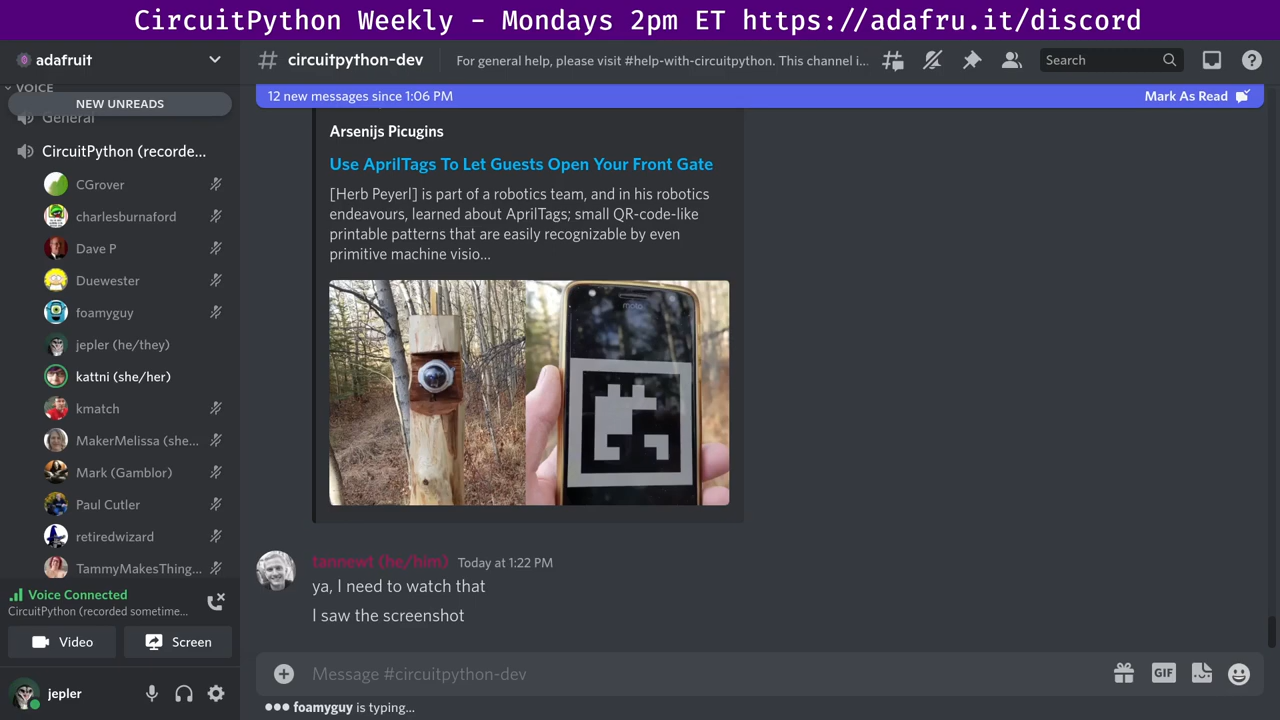 CircuitPython Weekly - Mondays 2pm ET https://adafru.it/discord
adafruit
VOICE
NEW UNREADS
General
CircuitPython (recorde...
CGrover
charlesburnaford
Dave P
Duewester
foamyguy
jepler (he/they)
kattni (she/her)
kmatch
MakerMelissa (she...
Mark (Gamblor)
Paul Cutler
retiredwizard
TammyMakesThing...
Voice Connected
CircuitPython (recorded sometime...
Video
Screen
jepler
circuitpython-dev
For general help, please visit #help-with-circuitpython. This channel i...
Search
12 new messages since 1:06 PM
Mark As Read
Arsenijs Picugins
Use AprilTags To Let Guests Open Your Front Gate
[Herb Peyerl] is part of a robotics team, and in his robotics
endeavours, learned about AprilTags; small QR-code-like
printable patterns that are easily recognizable by even
primitive machine visio...
moto
tannewt (he/him) Today at 1:22 PM
ya, I need to watch that
I saw the screenshot
Message #circuitpython-dev
GIF
foamyguy is typing...